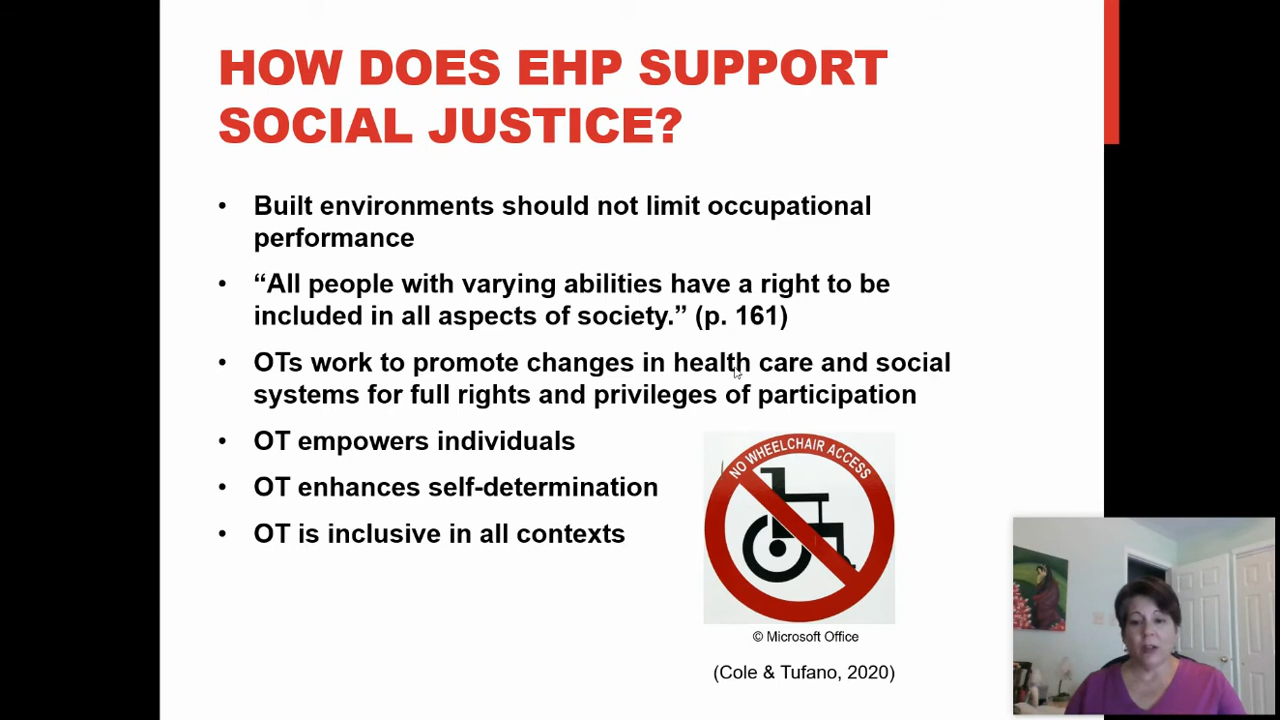 HOW DOES EHP SUPPORT
SOCIAL JUSTICE?
• Built environments should not limit occupational
performance
• “All people with varying abilities have a right to be
included in all aspects of society.” (p. 161)
• OTs work to promote changes in health care and social
systems for full rights and privileges of participation
• OT empowers individuals
• OT enhances self-determination
• OT is inclusive in all contexts
NO WHEELCHAIR ACCESS
© Microsoft Office
(Cole & Tufano, 2020)